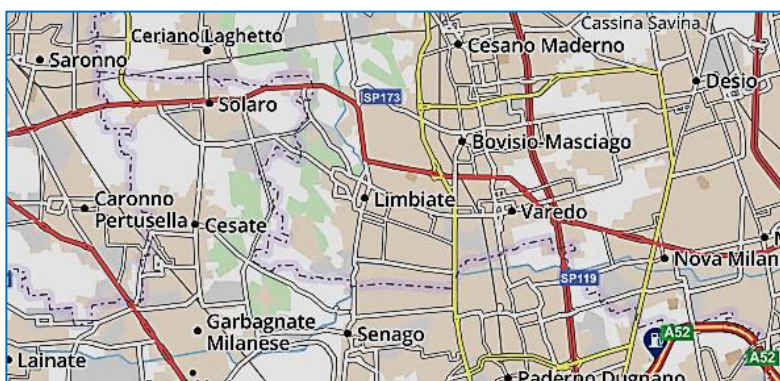 Cassina Savina
Ceriano Laghetto
Cesano Maderno
Saronno
Desio
SP173
Solaro
Bovisio-Masciago
Caronno
Pertusella
Limbiate
Cesate
Varedo
Nova Milan
SP119
Garbagnate
Milanese
Senago
A52
A52
Lainate
Paderno Dugnano